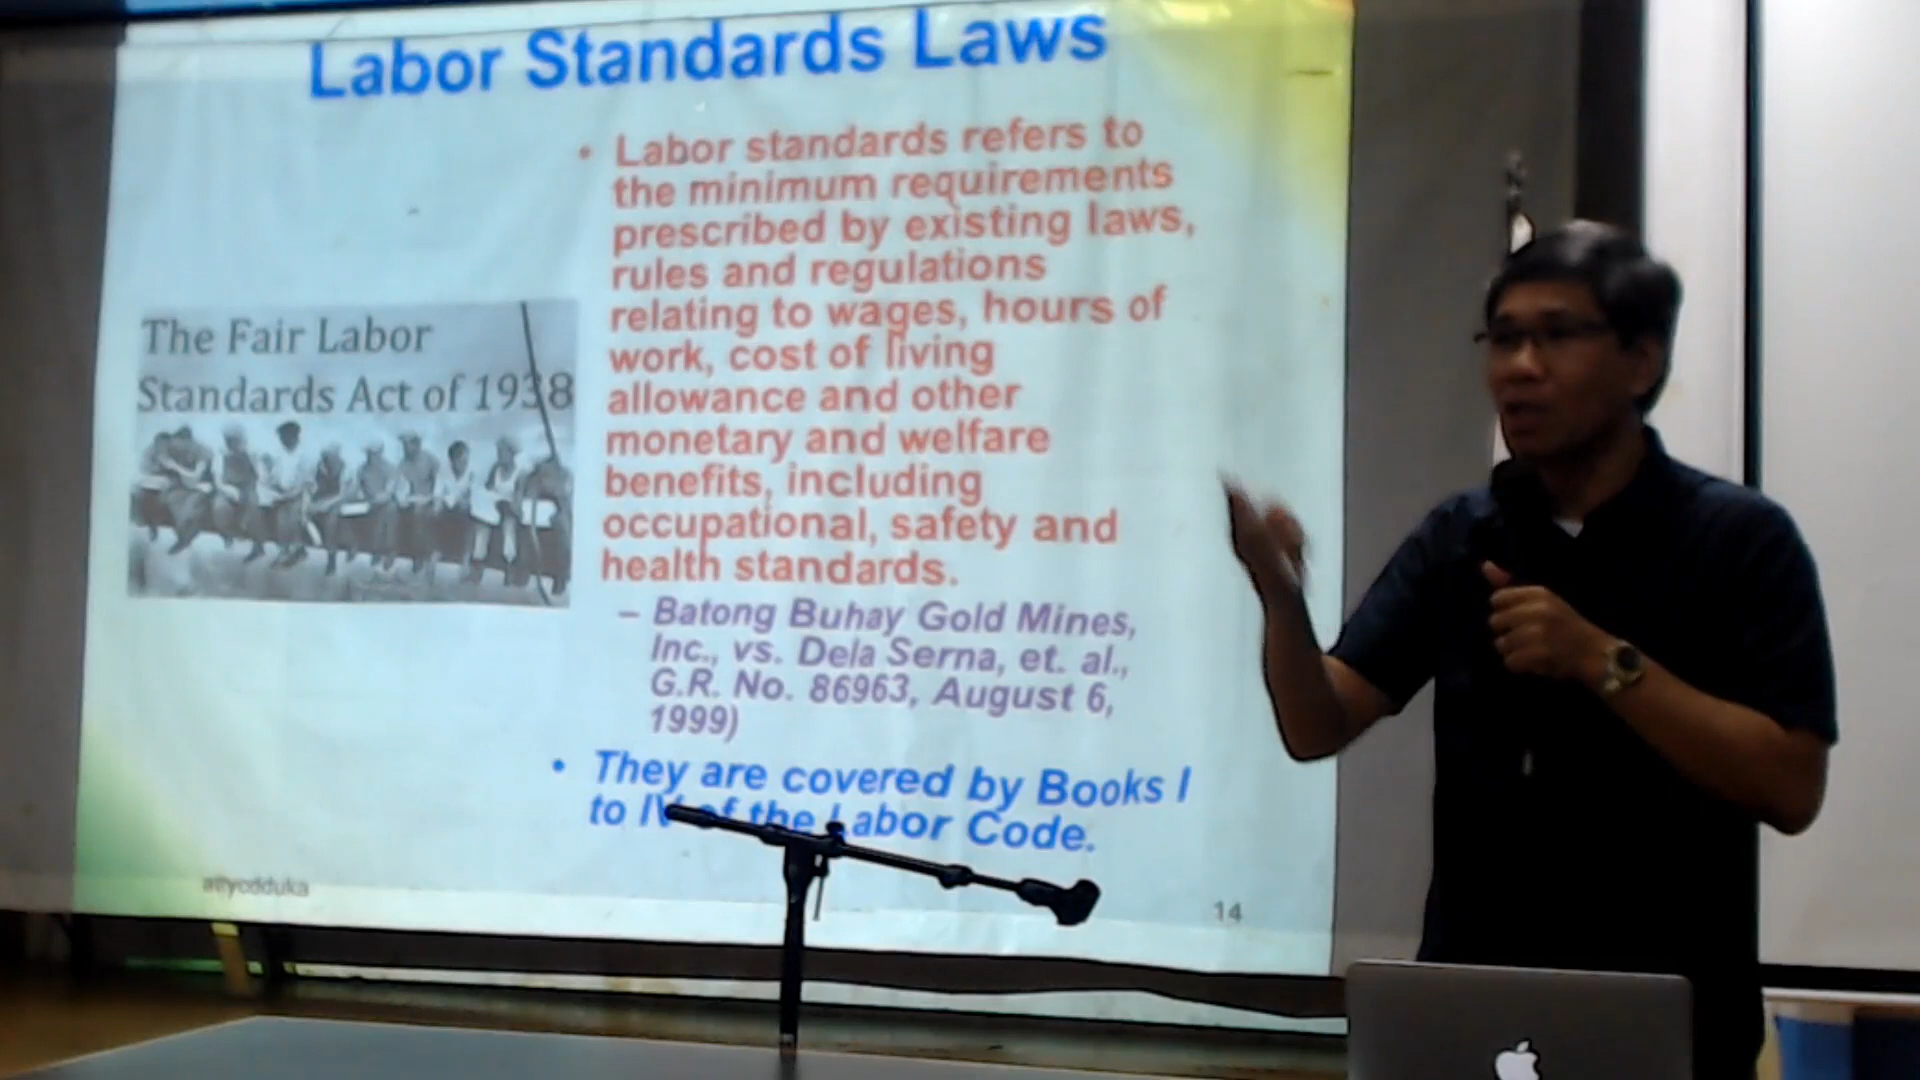 Labor Standards Laws
• Labor standards refers to
the minimum requirements
prescribed by existing laws,
rules and regulations
relating to wages, hours of
work, cost of living
allowance and other
monetary and welfare
benefits, including
occupational, safety and
health standards.
– Batong Buhay Gold Mines,
Inc., vs. Dela Serna, et. al.,
G.R. No. 86963, August 6,
1999)
• They are covered by Books I
to IV of the Labor Code.
The Fair Labor
Standards Act of 1938
attycdduka
14